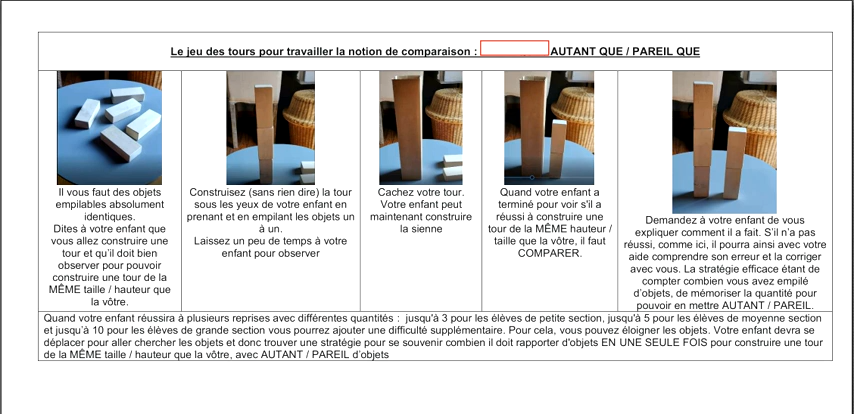 Le jeu des tours pour travailler la notion de comparaison : AUTANT QUE / PAREIL QUE
Il vous faut des objets
empilables absolument
identiques.
Dites à votre enfant que
vous allez construire une
tour et qu'il doit bien
observer pour pouvoir
construire une tour de la
MÊME taille / hauteur que
la vôtre.
Construisez (sans rien dire) la tour
sous les yeux de votre enfant en
prenant et en empilant les objets un
à un.
Laissez un peu de temps à votre
enfant pour observer
Cachez votre tour.
Votre enfant peut
maintenant construire
la sienne
Quand votre enfant a
terminé pour voir s'il a
réussi à construire une
tour de la MÊME hauteur /
taille que la vôtre, il faut
COMPARER.
Demandez à votre enfant de vous
expliquer comment il a fait. S'il n'a pas
réussi, comme ici, il pourra ainsi avec votre
aide comprendre son erreur et la corriger
avec vous. La stratégie efficace étant de
compter combien vous avez empilé
d'objets, de mémoriser la quantité pour
pouvoir en mettre AUTANT / PAREIL.
Quand votre enfant réussira à plusieurs reprises avec différentes quantités : jusqu'à 3 pour les élèves de petite section, jusqu'à 5 pour les élèves de moyenne section
et jusqu'à 10 pour les élèves de grande section vous pourrez ajouter une difficulté supplémentaire. Pour cela, vous pouvez éloigner les objets. Votre enfant devra se
déplacer pour aller chercher les objets et donc trouver une stratégie pour se souvenir combien il doit rapporter d'objets EN UNE SEULE FOIS pour construire une tour
de la MÊME taille / hauteur que la vôtre, avec AUTANT / PAREIL d'objets